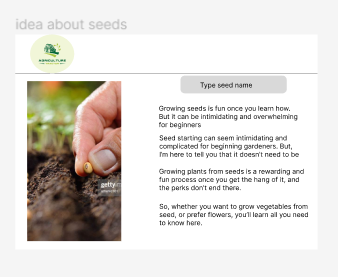 idea about seeds
AGRICULTURE
Type seed name
Growing seeds is fun once you learn how.
But it can be intimidating and overwhelming
for beginners
Seed starting can seem intimidating and
complicated for beginning gardeners. But,
I'm here to tell you that it doesn't need to be
Growing plants from seeds is a rewarding and
fun process once you get the hang of it, and
the perks don't end there.
So, whether you want to grow vegetables from
seed, or prefer flowers, you'll learn all you need
to know here.
getty